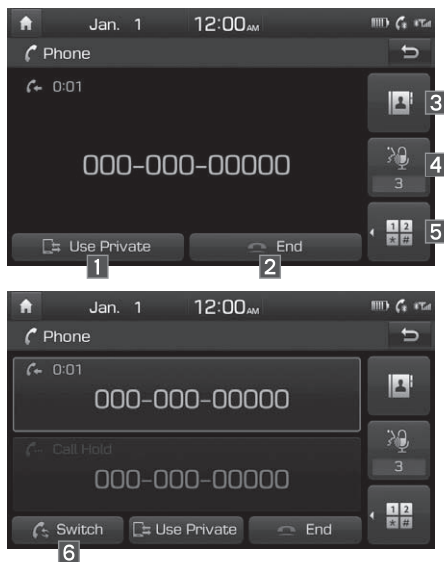 Jan. 1 12:00AM
Phone
0:01
3
000-000-00000
4
3
5
1 2
* #
Use Private
End
1
2
Jan. 1 12:00AM
Phone
0:01
000-000-00000
Call Hold
3
000-000-00000
1 2
* #
Switch
Use Private
End
6